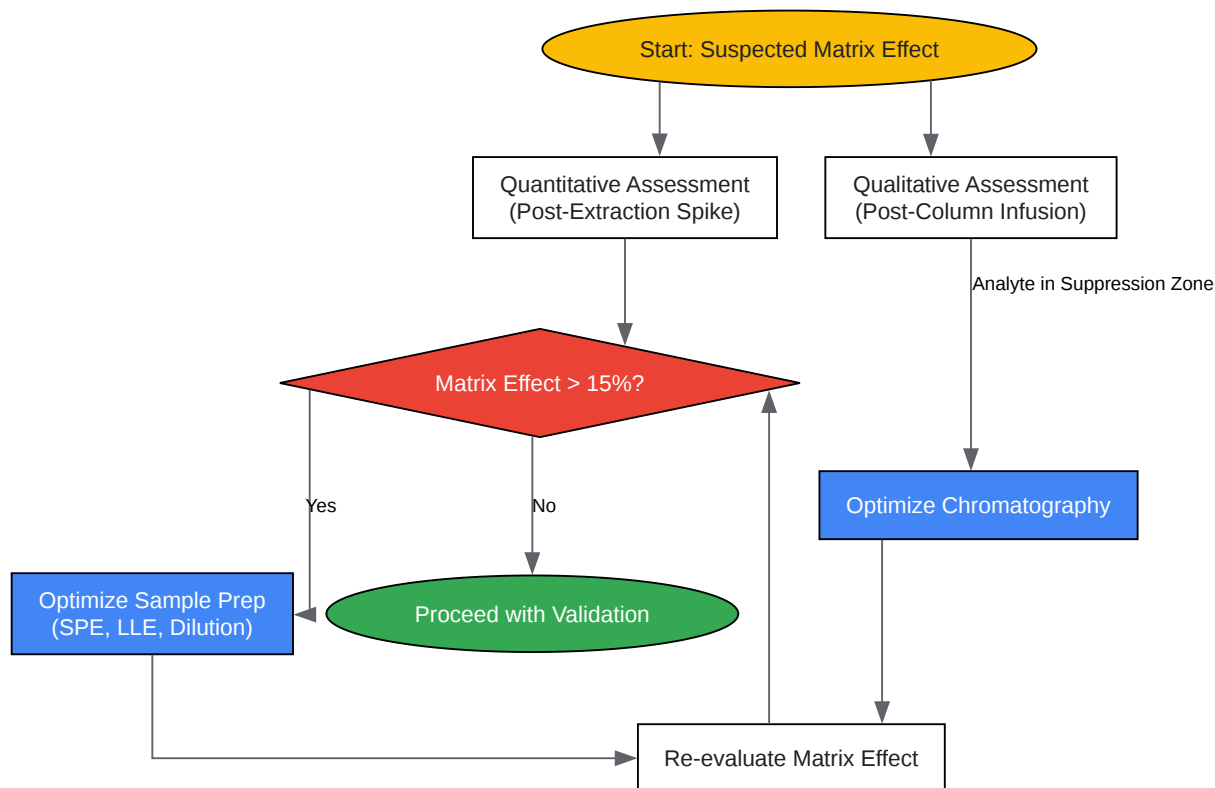 Start: Suspected Matrix Effect
Quantitative Assessment
(Post-Extraction Spike)
Qualitative Assessment
(Post-Column Infusion)
Analyte in Suppression Zone
Matrix Effect > 15%?
Yes
No
Optimize Chromatography
Optimize Sample Prep
(SPE, LLE, Dilution)
Proceed with Validation
Re-evaluate Matrix Effect